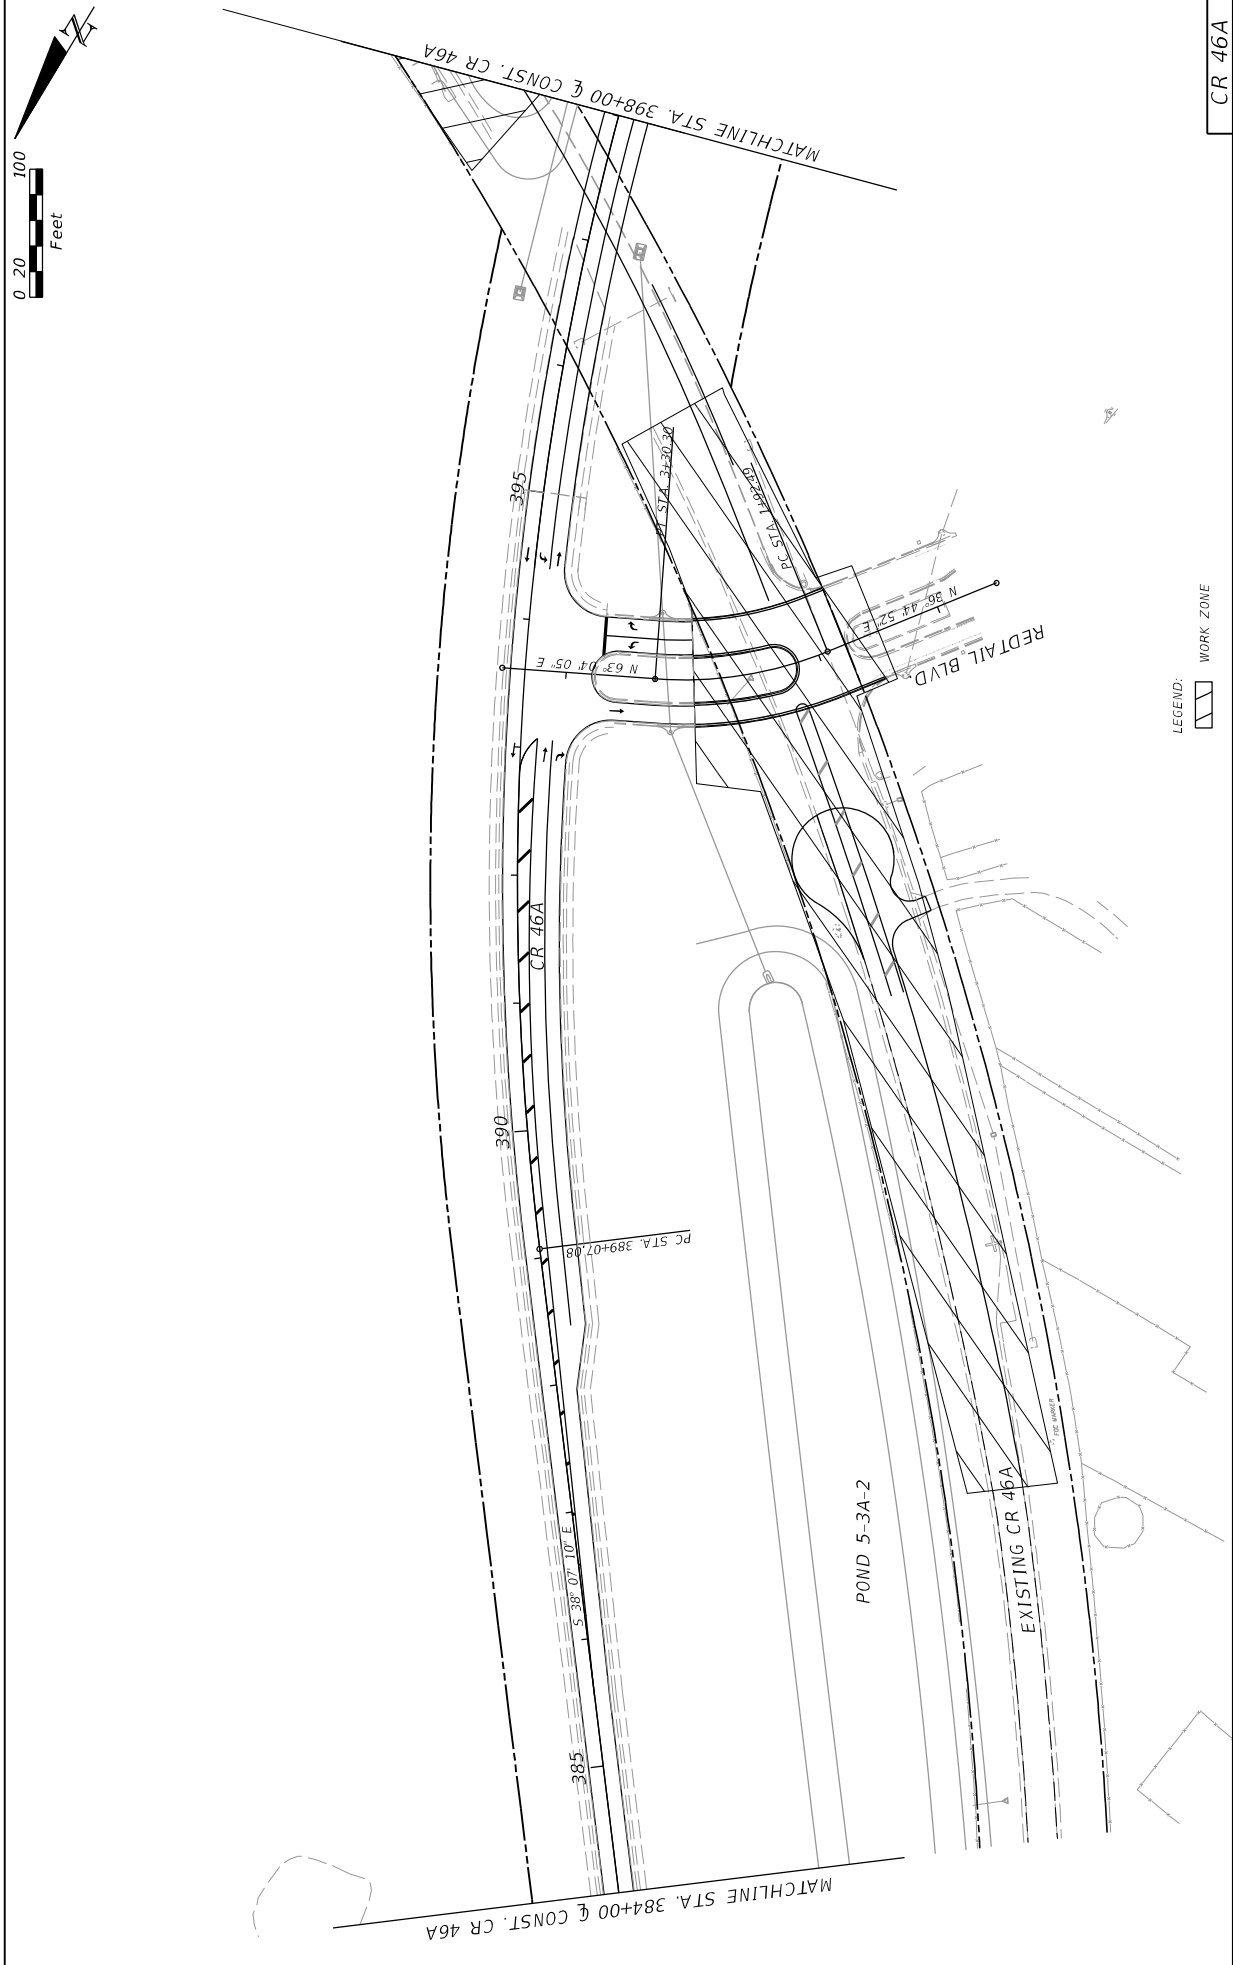 N
CR 46A
0 20 100
Feet
MATCHLINE STA. 398+00 ℄ CONST. CR 46A
395
PT STA. 3+30.30
PC STA. 1+92.49
N 36° 44' 52" E
N 63° 04' 05" E
REDTAIL BLVD.
LEGEND:
WORK ZONE
CR 46A
390
PC STA. 389+07.08
FOC MARKER
EXISTING CR 46A
POND 5-3A-2
S 38° 07' 10" E
385
MATCHLINE STA. 384+00 ℄ CONST. CR 46A